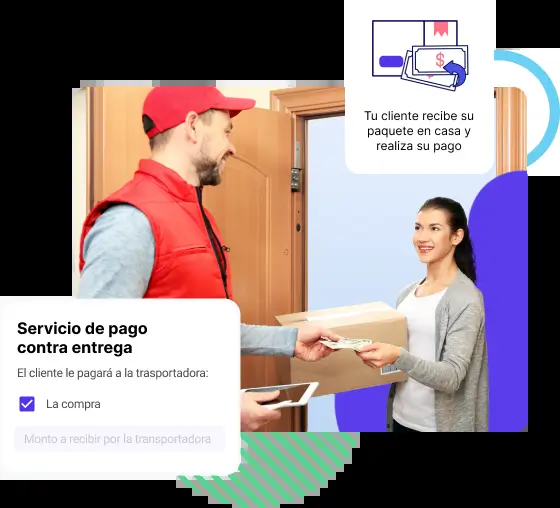 $
Tu cliente recibe su
paquete en casa y
realiza su pago
Servicio de pago
contra entrega
El cliente le pagará a la trasportadora:
La compra
Monto a recibir por la transportadora